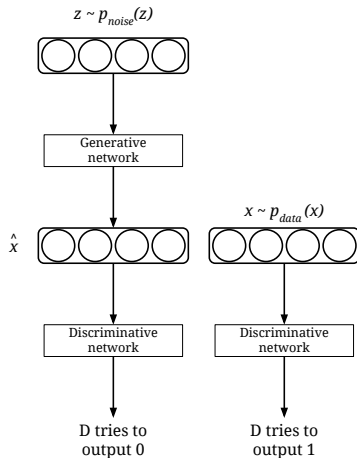 z ~ p_noise(z)
Generative
network
x̂
x ~ p_data(x)
Discriminative
network
Discriminative
network
D tries to
output 0
D tries to
output 1